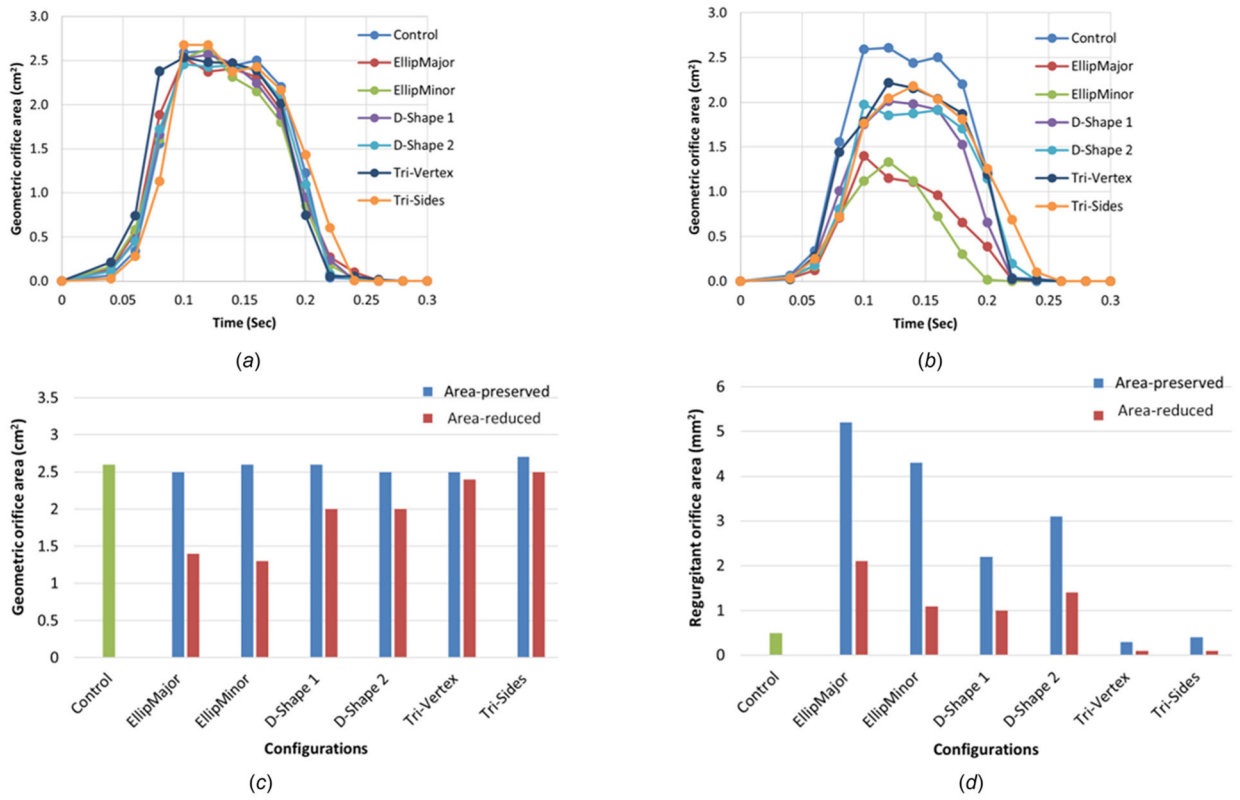 Geometric orifice area (cm²)
3.0
2.5
2.0
1.5
1.0
0.5
0.0
0
0.05
0.1
0.15
0.2
0.25
0.3
Time (Sec)
Control
EllipMajor
EllipMinor
D-Shape 1
D-Shape 2
Tri-Vertex
Tri-Sides
(a)
Geometric orifice area (cm²)
3.0
2.5
2.0
1.5
1.0
0.5
0.0
0
0.05
0.1
0.15
0.2
0.25
0.3
Time (Sec)
Control
EllipMajor
EllipMinor
D-Shape 1
D-Shape 2
Tri-Vertex
Tri-Sides
(b)
Area-preserved
Area-reduced
Geometric orifice area (cm²)
3.5
3
2.5
2
1.5
1
0.5
0
Control
EllipMajor
EllipMinor
D-Shape 1
D-Shape 2
Tri-Vertex
Tri-Sides
Configurations
(c)
Area-preserved
Area-reduced
Regurgitant orifice area (mm²)
6
5
4
3
2
1
0
Control
EllipMajor
EllipMinor
D-Shape 1
D-Shape 2
Tri-Vertex
Tri-Sides
Configurations
(d)